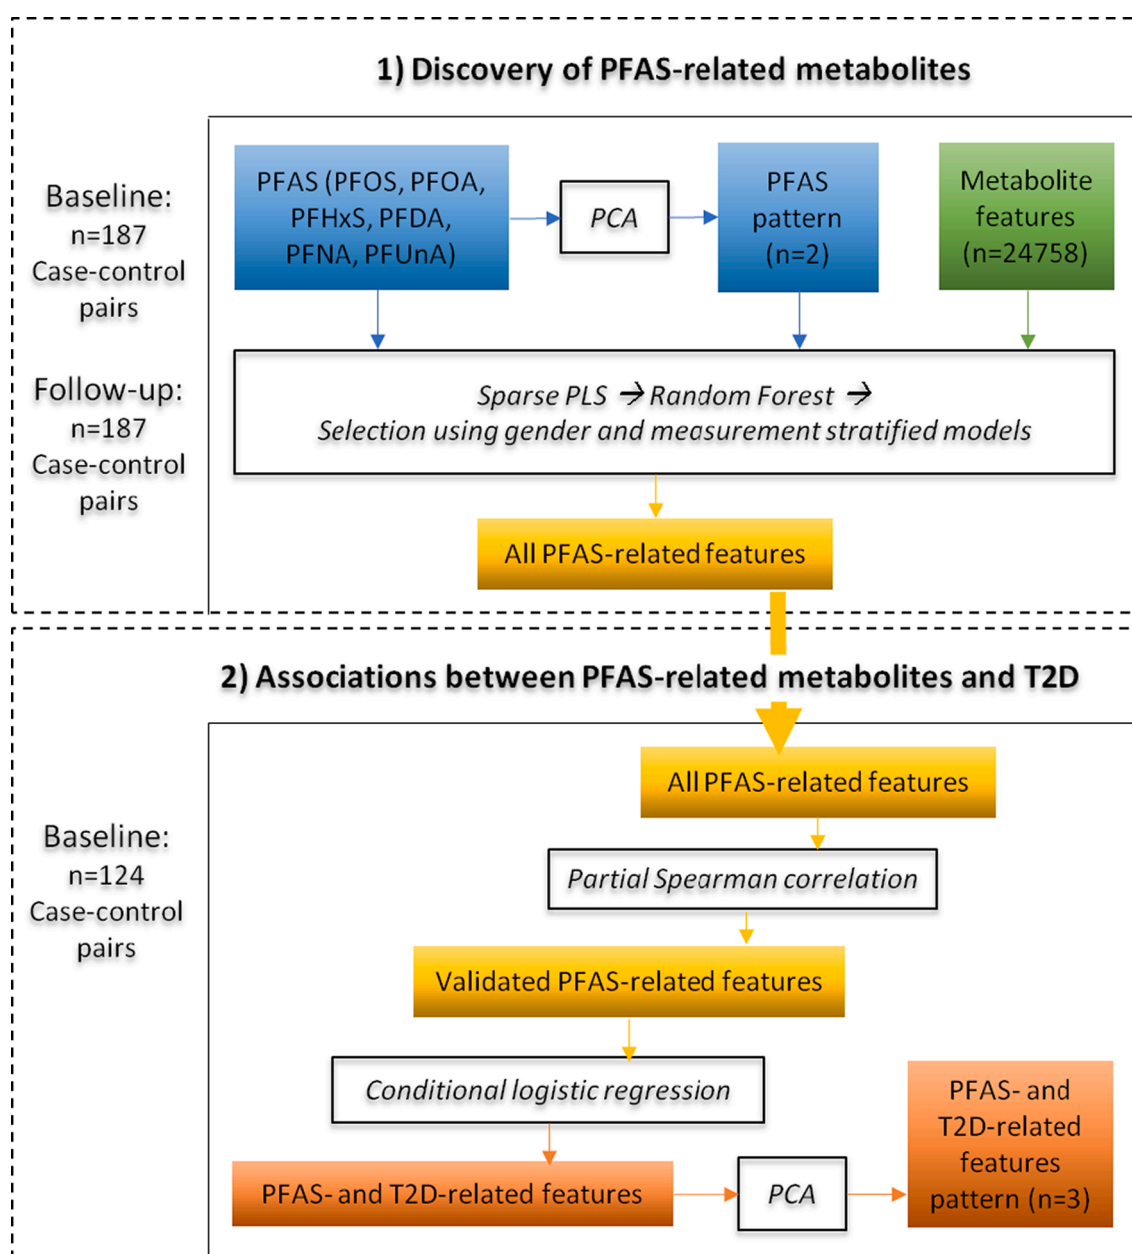 1) Discovery of PFAS-related metabolites
Baseline:
n=187
Case-control
pairs
PFAS (PFOS, PFOA,
PFHxS, PFDA,
PFNA, PFUnA)
PCA
PFAS
pattern
(n=2)
Metabolite
features
(n=24758)
Follow-up:
n=187
Case-control
pairs
Sparse PLS → Random Forest →
Selection using gender and measurement stratified models
All PFAS-related features
2) Associations between PFAS-related metabolites and T2D
Baseline:
n=124
Case-control
pairs
All PFAS-related features
Partial Spearman correlation
Validated PFAS-related features
Conditional logistic regression
PFAS- and T2D-related features
PCA
PFAS- and
T2D-related
features
pattern (n=3)